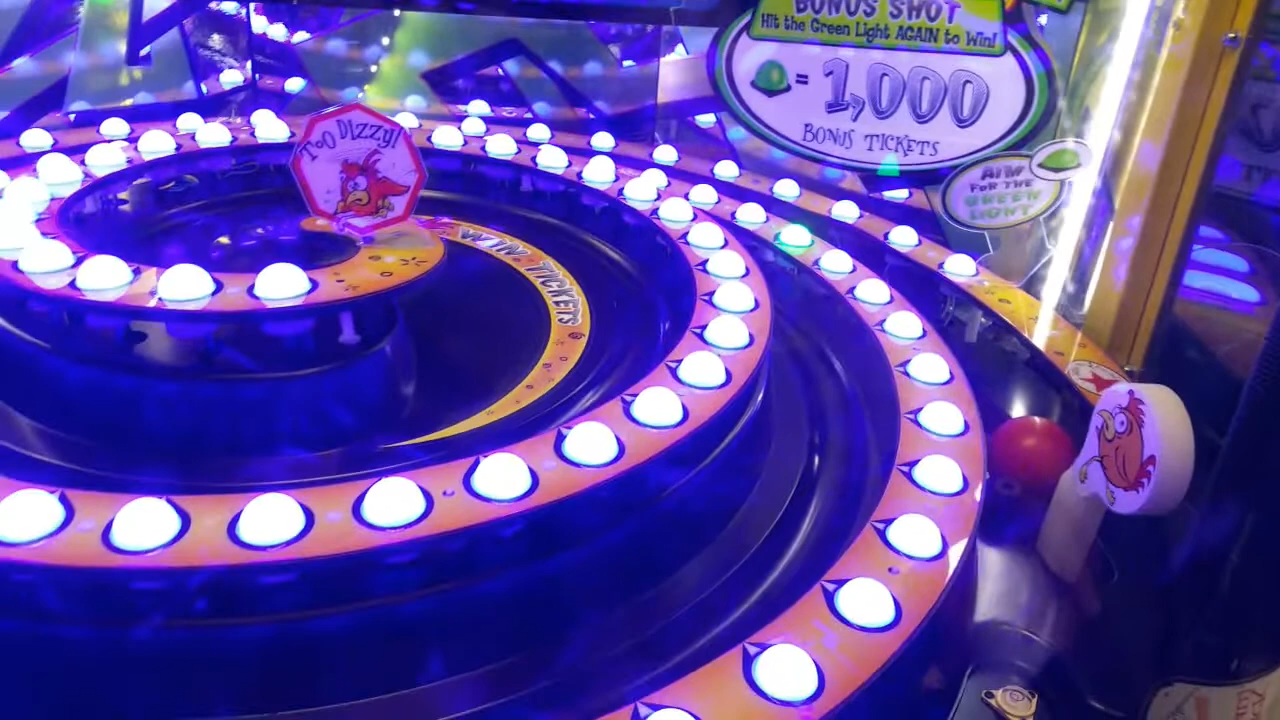 BONUS SHOT
Hit the Green Light AGAIN to Win!
= 1,000
BONUS TICKETS
AIM
FOR THE
GREEN
LIGHT
TOO DIZZY!
WIN TICKETS